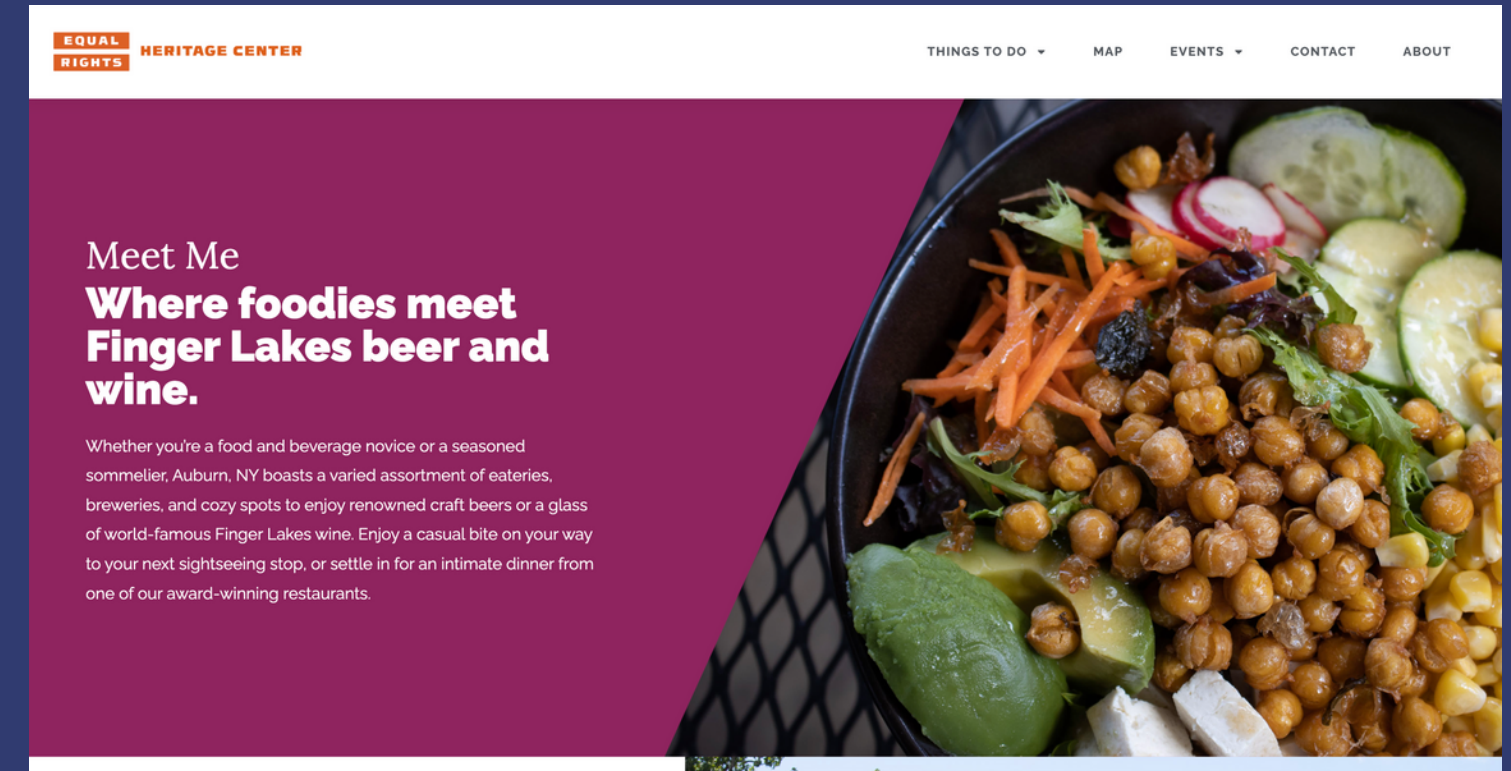 EQUAL
RIGHTS
HERITAGE CENTER
THINGS TO DO
MAP
EVENTS
CONTACT
ABOUT
Meet Me
Where foodies meet
Finger Lakes beer and
wine.
Whether you're a food and beverage novice or a seasoned
sommelier, Auburn, NY boasts a varied assortment of eateries,
breweries, and cozy spots to enjoy renowned craft beers or a glass
of world-famous Finger Lakes wine. Enjoy a casual bite on your way
to your next sightseeing stop, or settle in for an intimate dinner from
one of our award-winning restaurants.